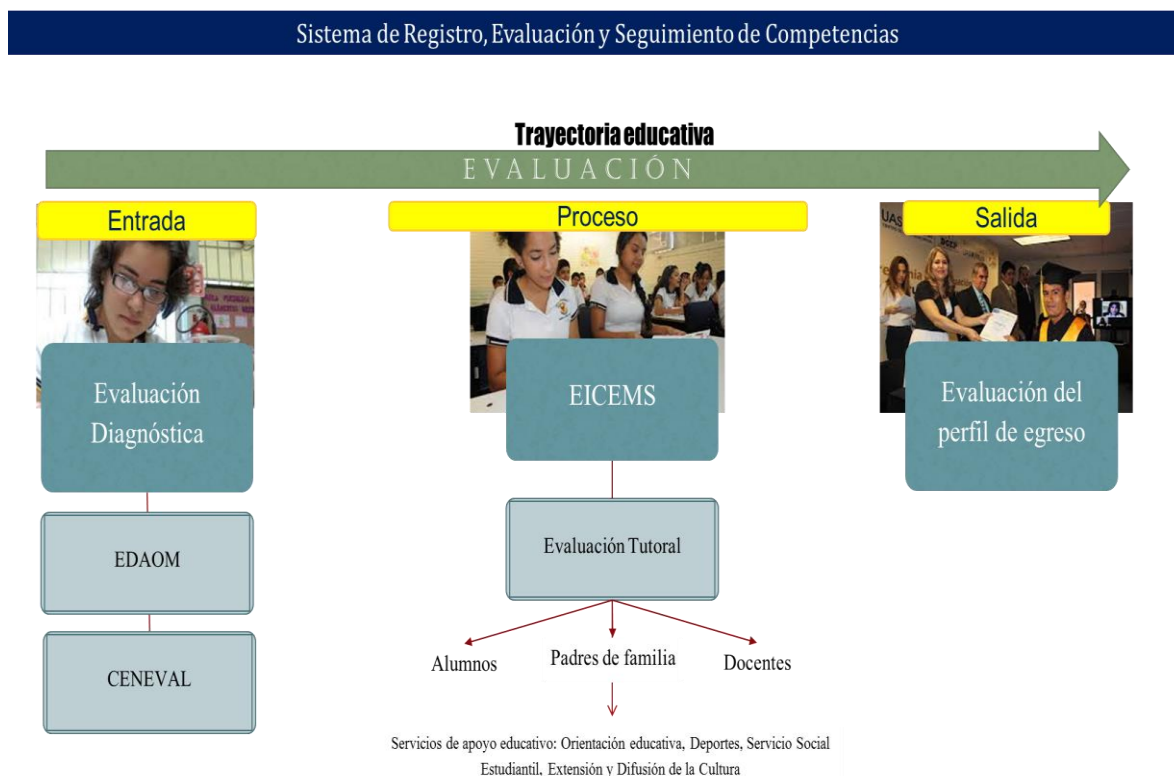 Sistema de Registro, Evaluación y Seguimiento de Competencias
Trayectoria educativa
EVALUACIÓN
Entrada
Proceso
Salida
UAS
DGEP
Evaluación
Diagnóstica
EICEMS
Evaluación del
perfil de egreso
EDAOM
Evaluación Tutoral
CENEVAL
Alumnos
Padres de familia
Docentes
Servicios de apoyo educativo: Orientación educativa, Deportes, Servicio Social
Estudiantil, Extensión y Difusión de la Cultura